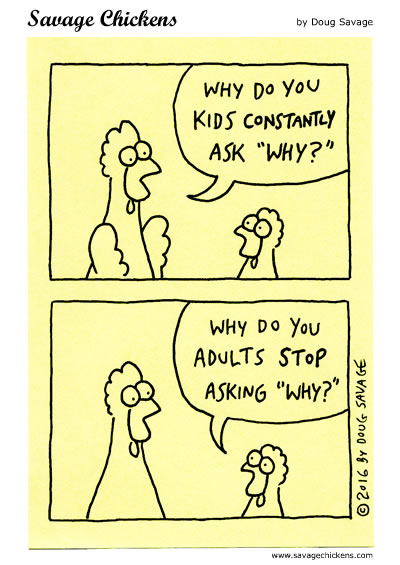 Savage Chickens
by Doug Savage
WHY DO YOU
KIDS CONSTANTLY
ASK "WHY?"
WHY DO YOU
ADULTS STOP
ASKING "WHY?"
©2016 BY DOUG SAVAGE
www.savagechickens.com